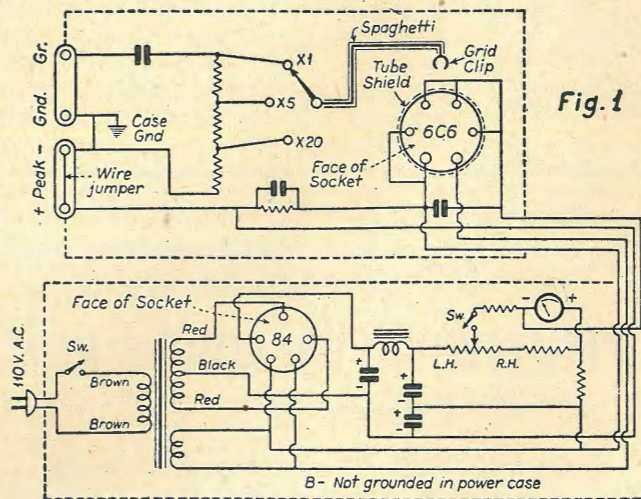 Gr.
Gnd.
- Peak +
Case
Gnd
Wire
jumper
X1
X5
X20
Spaghetti
Grid
Clip
Tube
Shield
6C6
Face of
Socket
Fig. 1
110 V. A.C.
Sw.
Brown
Brown
Face of Socket
Red
Black
Red
84
+
-
+
-
+
-
Sw.
- +
L.H.
R.H.
B- Not grounded in power case